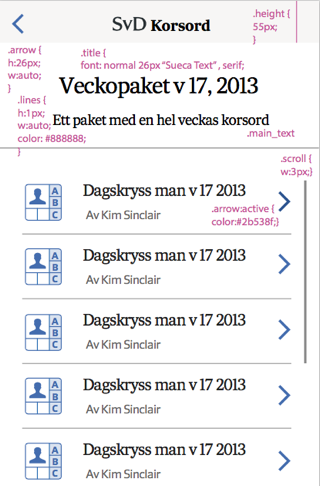 .height {
55px;
}
SvD Korsord
.arrow {
h:26px;
w:auto;
}
.title {
font: normal 26px “Sueca Text” , serif;
Veckopaket v 17, 2013
.lines {
h:1px;
w:auto;
color: #888888;
}
Ett paket med en hel veckas korsord
.main_text
.scroll {
w:3px;}
Dagskryss man v 17 2013
Av Kim Sinclair
.arrow:active {
color:#2b538f;}
A
B
C
Dagskryss man v 17 2013
Av Kim Sinclair
A
B
C
Dagskryss man v 17 2013
Av Kim Sinclair
A
B
C
Dagskryss man v 17 2013
Av Kim Sinclair
A
B
C
Dagskryss man v 17 2013
Av Kim Sinclair
A
B
C